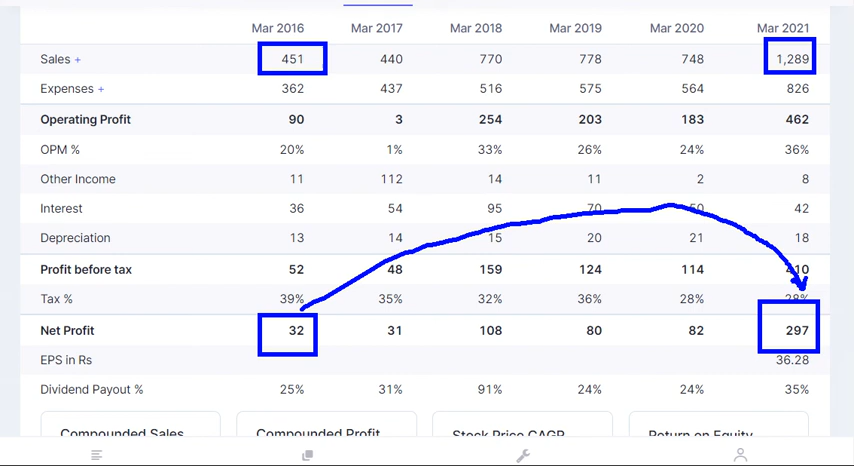 Mar 2016 Mar 2017 Mar 2018 Mar 2019 Mar 2020 Mar 2021
Sales + 451 440 770 778 748 1,289
Expenses + 362 437 516 575 564 826
Operating Profit 90 3 254 203 183 462
OPM % 20% 1% 33% 26% 24% 36%
Other Income 11 112 14 11 2 8
Interest 36 54 95 70 50 42
Depreciation 13 14 15 20 21 18
Profit before tax 52 48 159 124 114 410
Tax % 39% 35% 32% 36% 28% 28%
Net Profit 32 31 108 80 82 297
EPS in Rs 36.28
Dividend Payout % 25% 31% 91% 24% 24% 35%
Compounded Sales Compounded Profit Stock Price CAGR Return on Equity